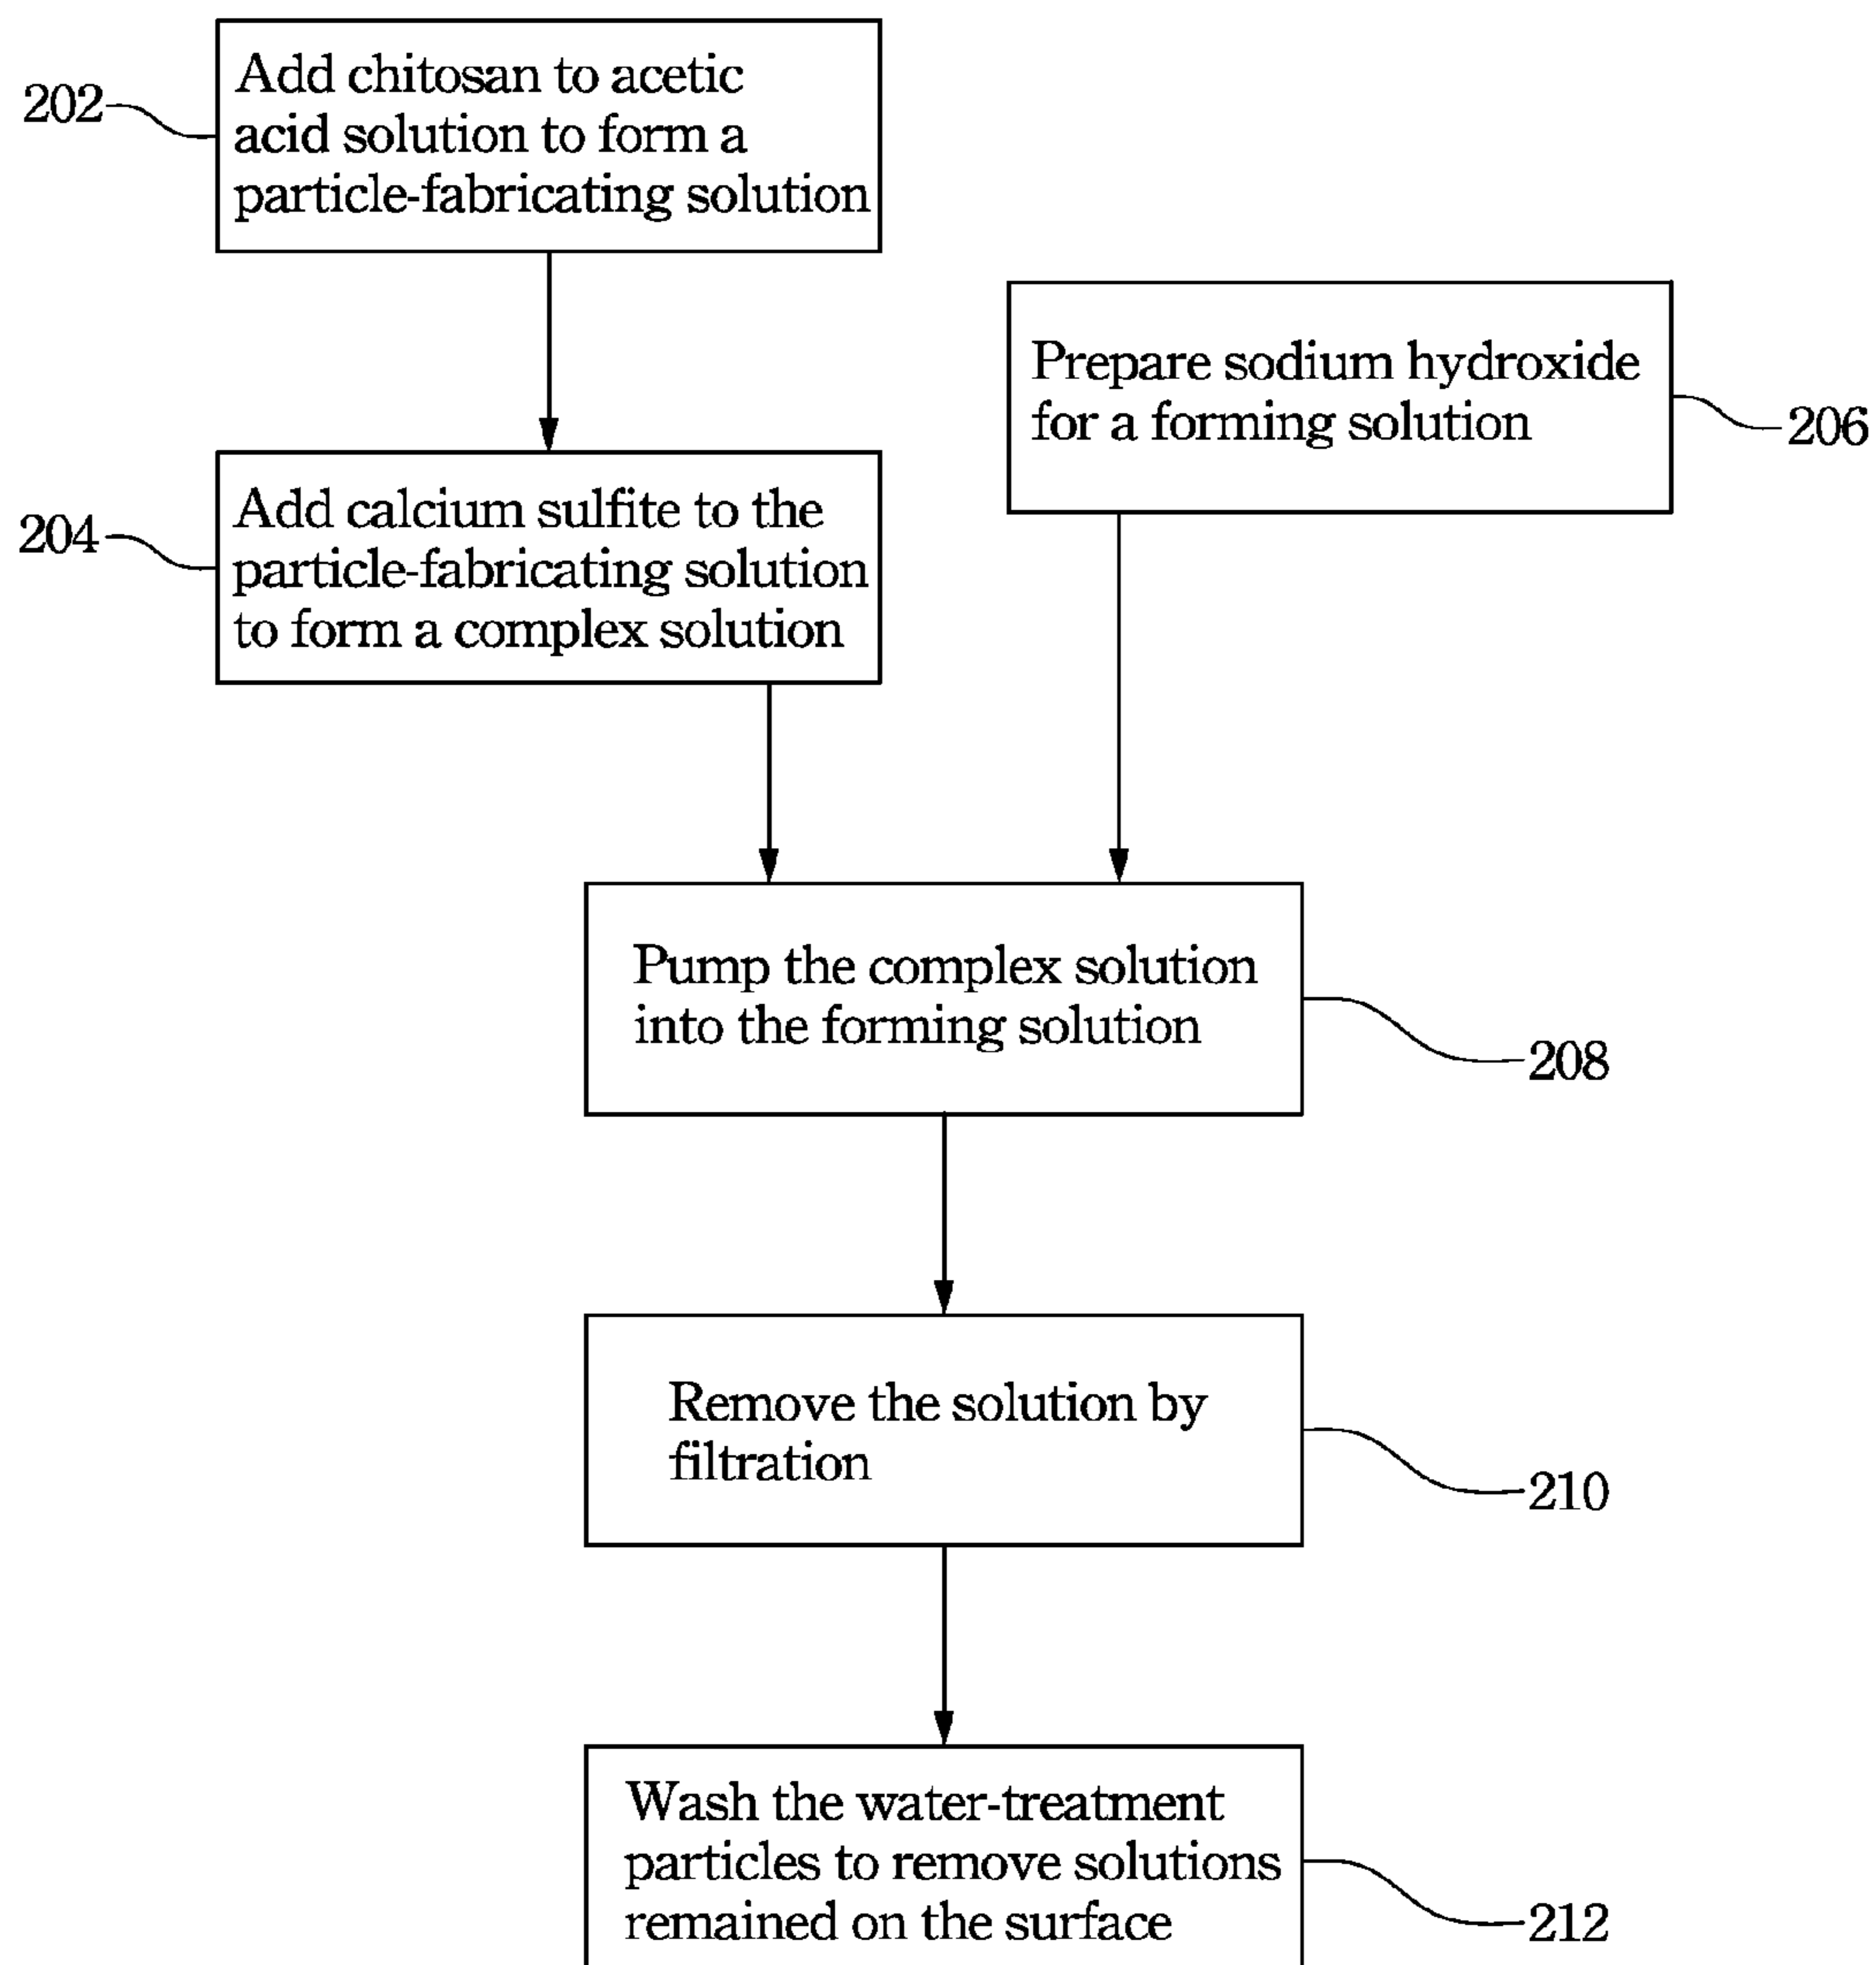 202
Add chitosan to acetic
acid solution to form a
particle-fabricating solution
204
Add calcium sulfite to the
particle-fabricating solution
to form a complex solution
Prepare sodium hydroxide
for a forming solution
206
Pump the complex solution
into the forming solution
208
Remove the solution by
filtration
210
Wash the water-treatment
particles to remove solutions
remained on the surface
212